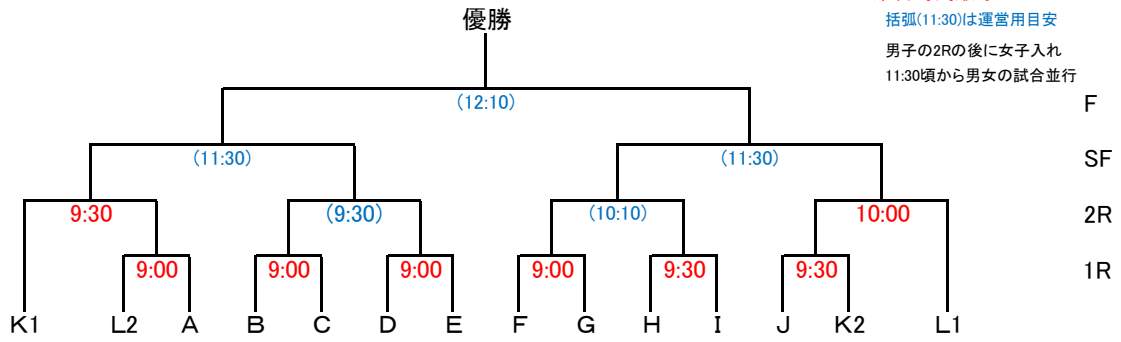 優勝
括弧(11:30)は運営用目安
男子の2Rの後に女子入れ
11:30頃から男女の試合並行
(12:10)
F
(11:30)
(11:30)
SF
9:30
(9:30)
(10:10)
10:00
2R
9:00
9:00
9:00
9:00
9:30
9:30
1R
K1
L2
A
B
C
D
E
F
G
H
I
J
K2
L1